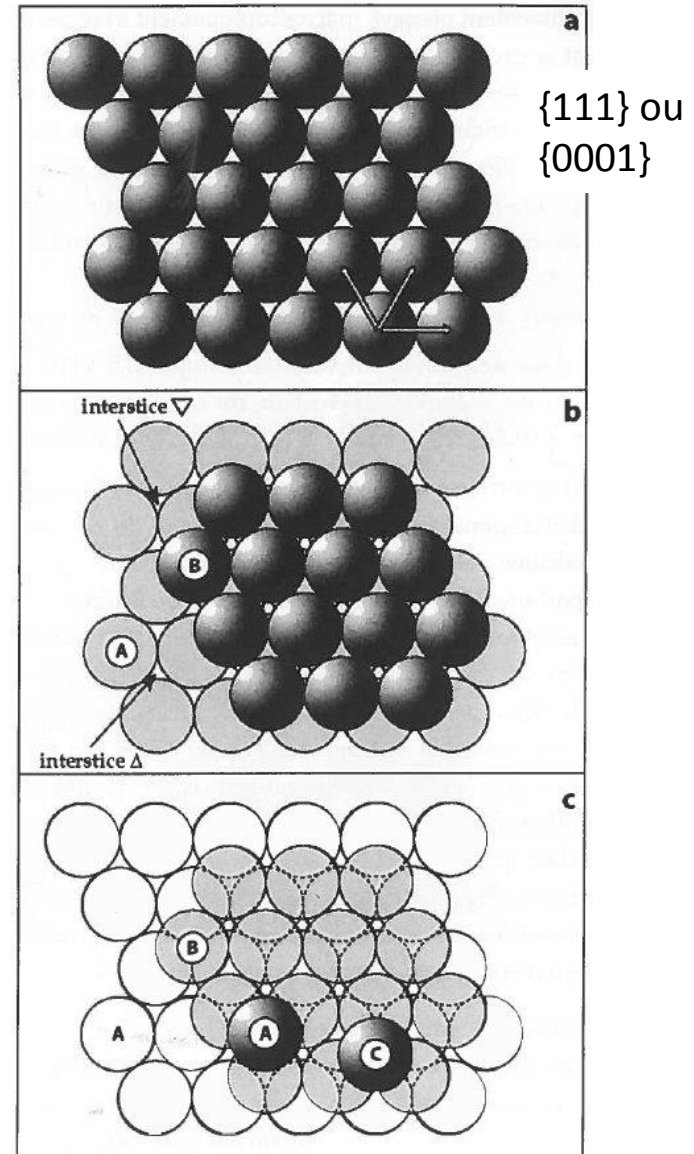 a
{111} ou
{0001}
b
interstice ▽
B
A
interstice Δ
c
B
A
A
C